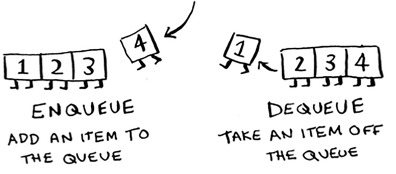 1 2 3 4
ENQUEUE
ADD AN ITEM TO
THE QUEUE
1 2 3 4
DEQUEUE
TAKE AN ITEM OFF
THE QUEUE